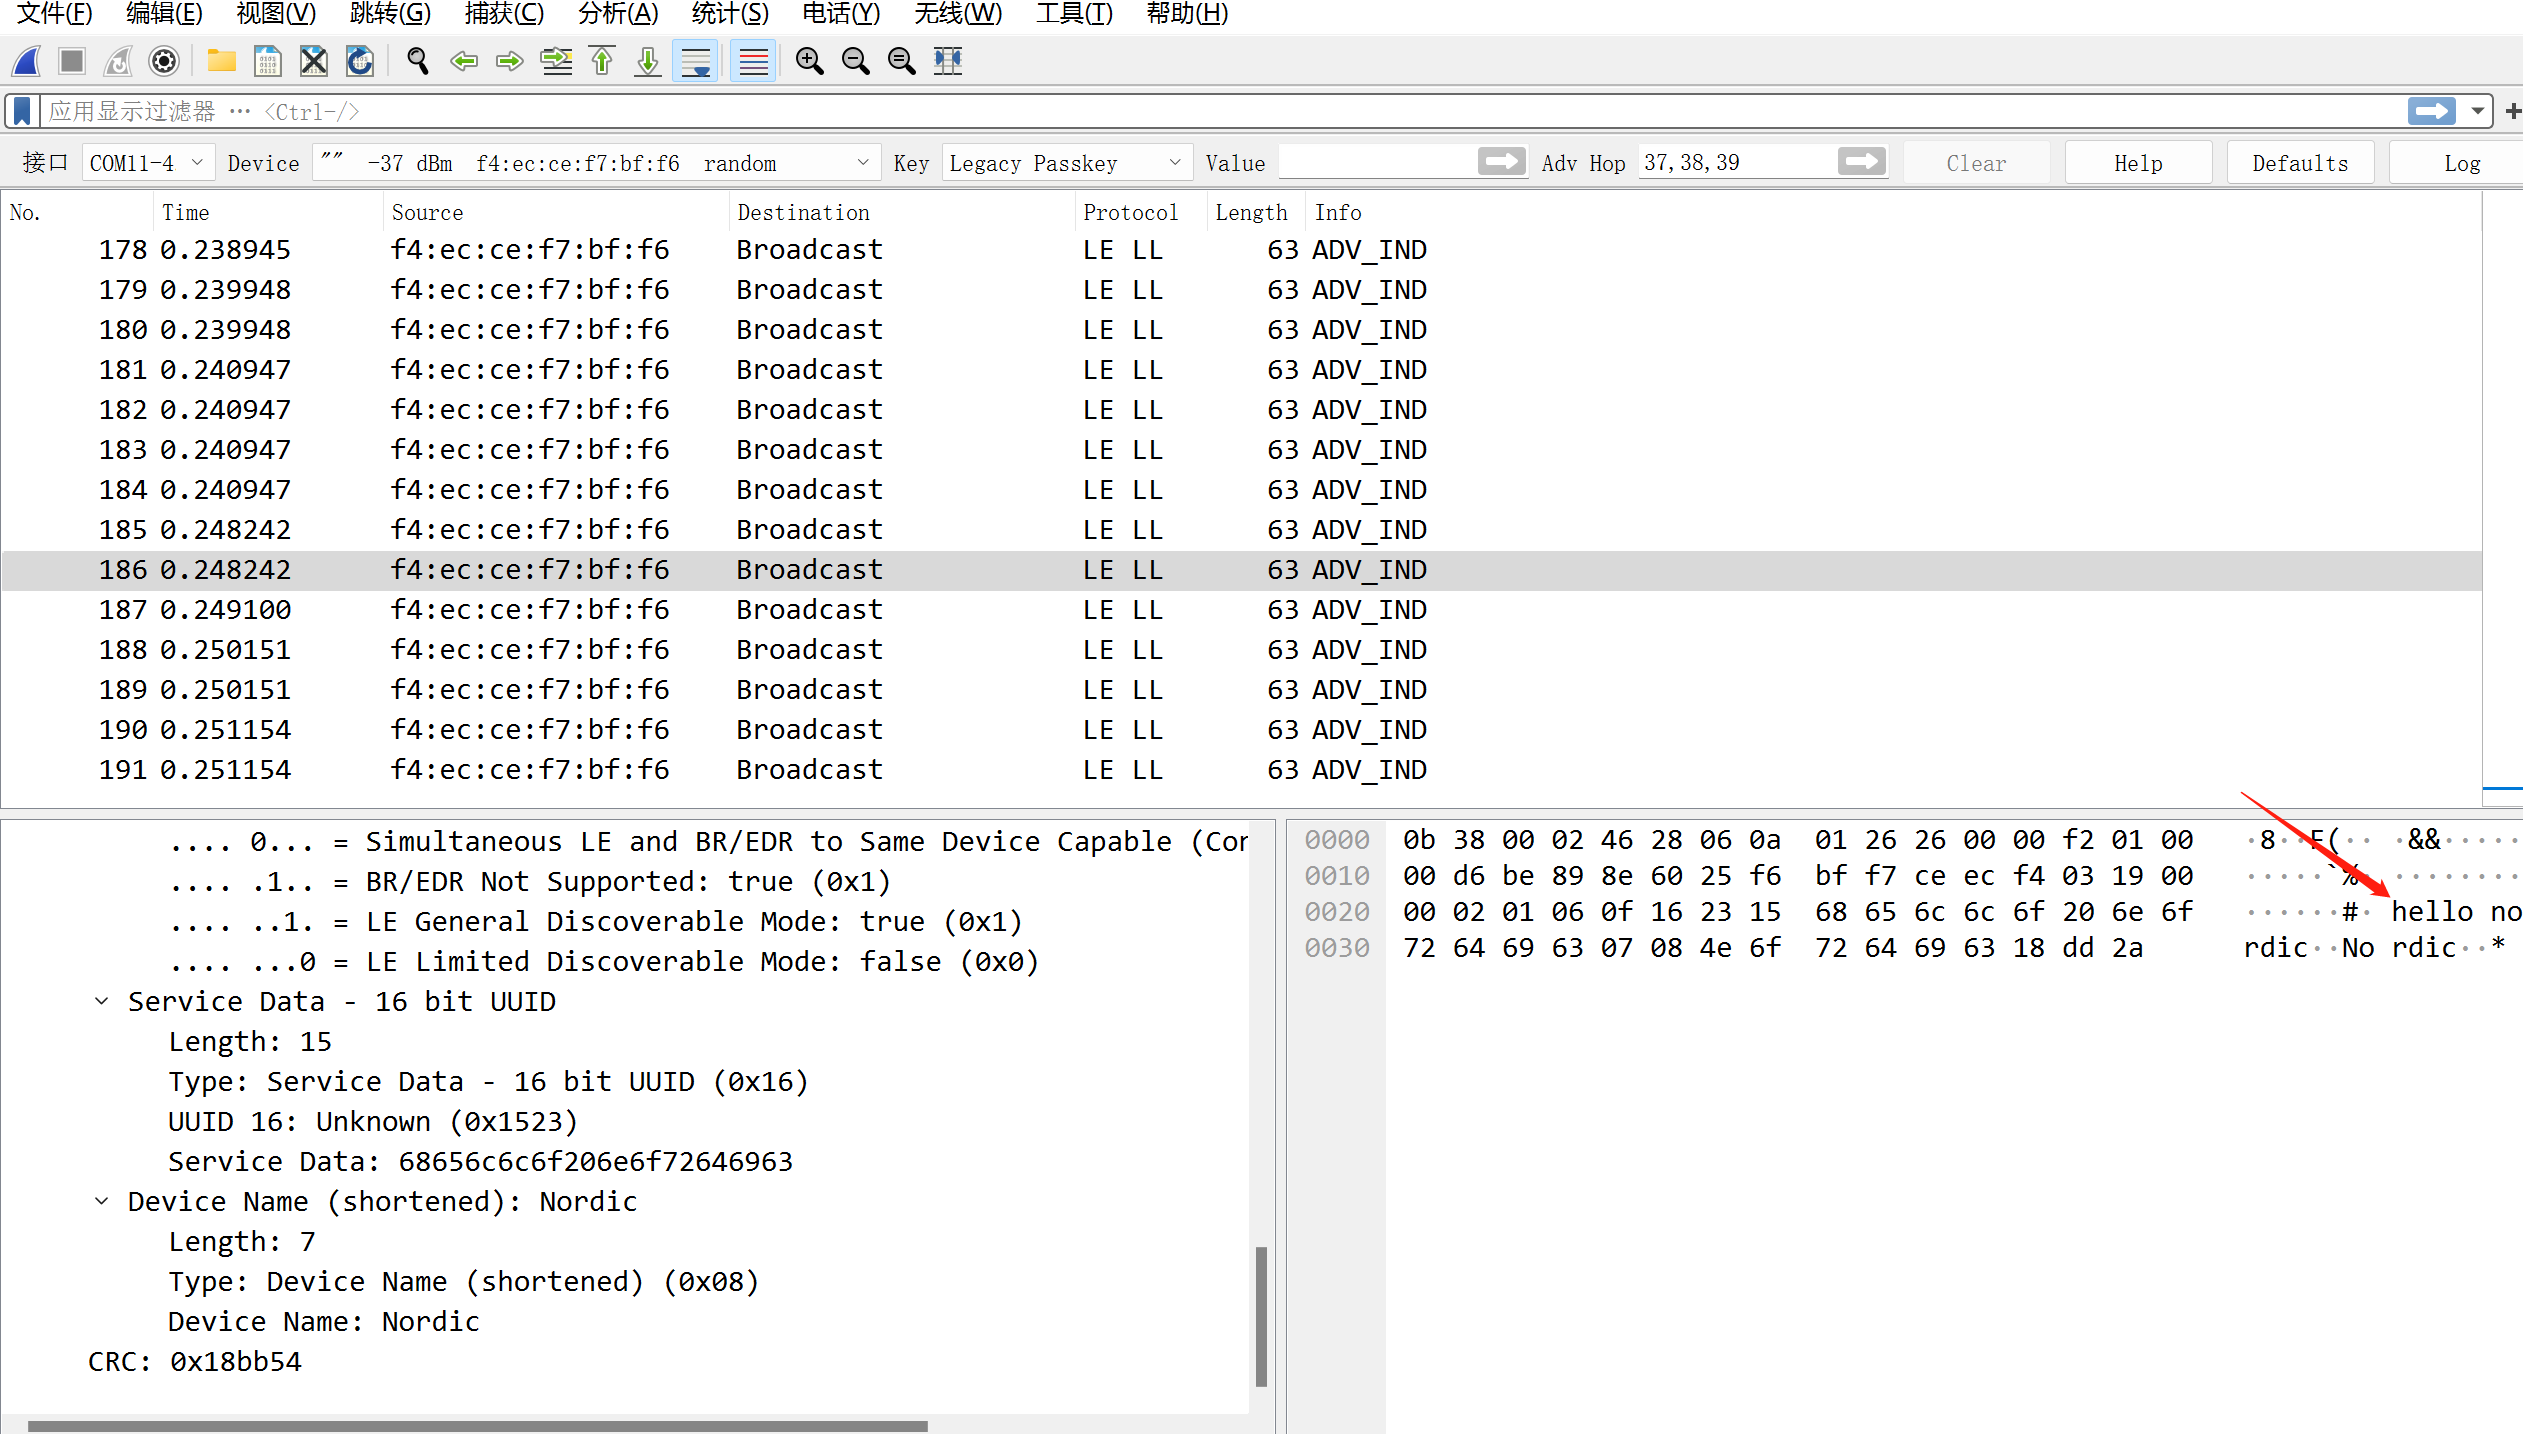 文件(F) 编辑(E) 视图(V) 跳转(G) 捕获(C) 分析(A) 统计(S) 电话(Y) 无线(W) 工具(T) 帮助(H)
应用显示过滤器 … <Ctrl-/>
接口 COM11-4 Device "" -37 dBm f4:ec:ce:f7:bf:f6 random Key Legacy Passkey Value Adv Hop 37,38,39 Clear Help Defaults Log
No. Time Source Destination Protocol Length Info
178 0.238945 f4:ec:ce:f7:bf:f6 Broadcast LE LL 63 ADV_IND
179 0.239948 f4:ec:ce:f7:bf:f6 Broadcast LE LL 63 ADV_IND
180 0.239948 f4:ec:ce:f7:bf:f6 Broadcast LE LL 63 ADV_IND
181 0.240947 f4:ec:ce:f7:bf:f6 Broadcast LE LL 63 ADV_IND
182 0.240947 f4:ec:ce:f7:bf:f6 Broadcast LE LL 63 ADV_IND
183 0.240947 f4:ec:ce:f7:bf:f6 Broadcast LE LL 63 ADV_IND
184 0.240947 f4:ec:ce:f7:bf:f6 Broadcast LE LL 63 ADV_IND
185 0.248242 f4:ec:ce:f7:bf:f6 Broadcast LE LL 63 ADV_IND
186 0.248242 f4:ec:ce:f7:bf:f6 Broadcast LE LL 63 ADV_IND
187 0.249100 f4:ec:ce:f7:bf:f6 Broadcast LE LL 63 ADV_IND
188 0.250151 f4:ec:ce:f7:bf:f6 Broadcast LE LL 63 ADV_IND
189 0.250151 f4:ec:ce:f7:bf:f6 Broadcast LE LL 63 ADV_IND
190 0.251154 f4:ec:ce:f7:bf:f6 Broadcast LE LL 63 ADV_IND
191 0.251154 f4:ec:ce:f7:bf:f6 Broadcast LE LL 63 ADV_IND
.... 0... = Simultaneous LE and BR/EDR to Same Device Capable (Cor
.... .1.. = BR/EDR Not Supported: true (0x1)
.... ..1. = LE General Discoverable Mode: true (0x1)
.... ...0 = LE Limited Discoverable Mode: false (0x0)
Service Data - 16 bit UUID
Length: 15
Type: Service Data - 16 bit UUID (0x16)
UUID 16: Unknown (0x1523)
Service Data: 68656c6c6f206e6f72646963
Device Name (shortened): Nordic
Length: 7
Type: Device Name (shortened) (0x08)
Device Name: Nordic
CRC: 0x18bb54
0000 0b 38 00 02 46 28 06 0a 01 26 26 00 00 f2 01 00 ·8··F(·· ·&&·····
0010 00 d6 be 89 8e 60 25 f6 bf f7 ce ec f4 03 19 00 ·····`%· ········
0020 00 02 01 06 0f 16 23 15 68 65 6c 6c 6f 20 6e 6f ······#· hello no
0030 72 64 69 63 07 08 4e 6f 72 64 69 63 18 dd 2a rdic··No rdic··*